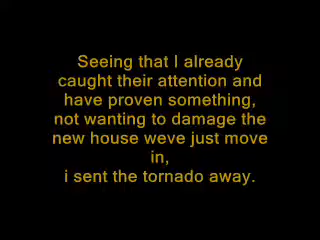 Seeing that I already
caught their attention and
have proven something,
not wanting to damage the
new house weve just move
in,
i sent the tornado away.